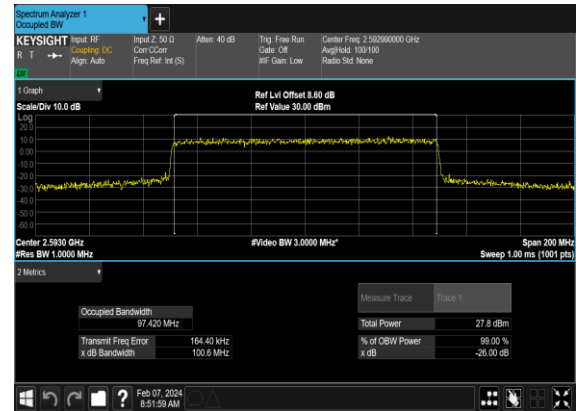 Spectrum Analyzer 1
Occupied BW
KEYSIGHT Input: RF Input Z: 50 Ω Atten: 40 dB Trig: Free Run Center Freq: 2.592990000 GHz
R T Coupling: DC Corr CCorr Gate: Off Avg|Hold: 100/100
Align: Auto Freq Ref: Int (S) #IF Gain: Low Radio Std: None
1 Graph
Scale/Div 10.0 dB
Ref Lvl Offset 8.60 dB
Ref Value 30.00 dBm
Log
20.0
10.0
0.00
-10.0
-20.0
-30.0
-40.0
-50.0
-60.0
Center 2.5930 GHz #Video BW 3.0000 MHz* Span 200 MHz
#Res BW 1.0000 MHz Sweep 1.00 ms (1001 pts)
2 Metrics
Measure Trace Trace 1
Occupied Bandwidth
97.420 MHz
Total Power 27.8 dBm
Transmit Freq Error 164.40 kHz % of OBW Power 99.00 %
x dB Bandwidth 100.6 MHz x dB -26.00 dB
?
Feb 07, 2024
8:51:59 AM